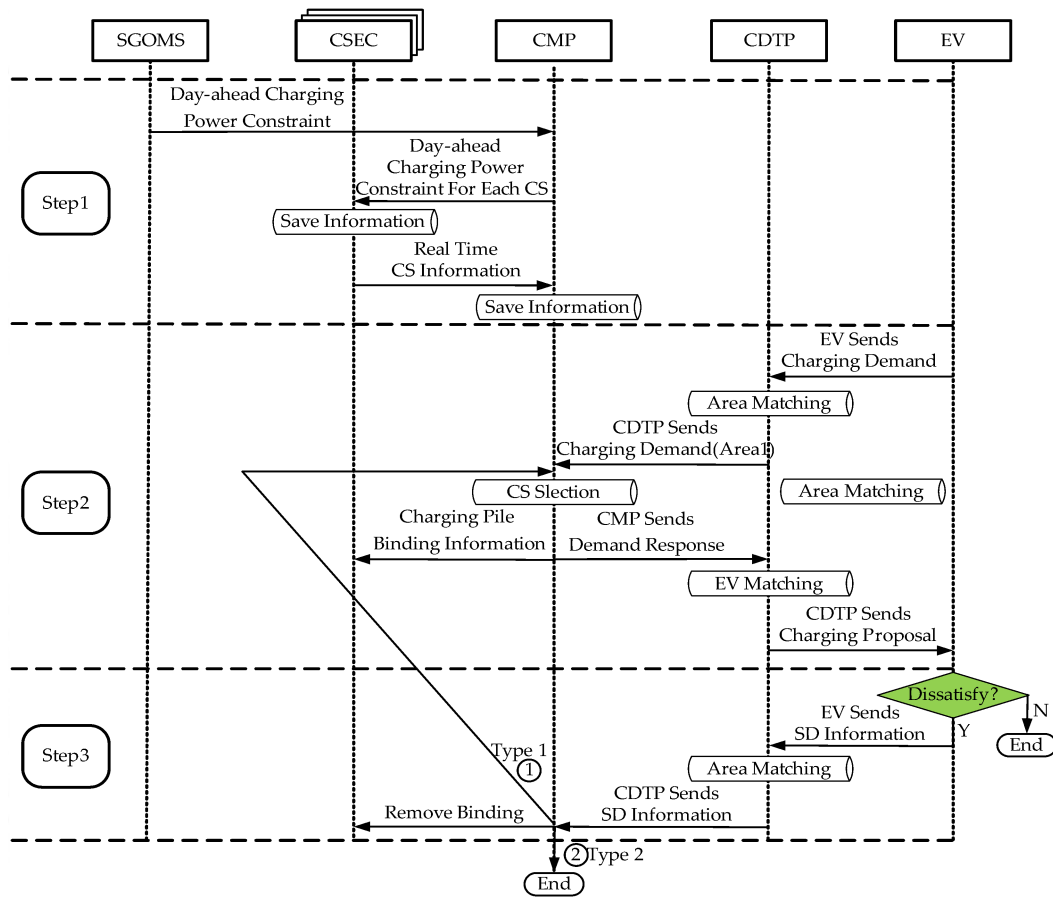 SGOMS
CSEC
CMP
CDTP
EV
Day-ahead Charging
Power Constraint
Day-ahead
Charging Power
Constraint For Each CS
Step1
Save Information
Real Time
CS Information
Save Information
EV Sends
Charging Demand
Area Matching
CDTP Sends
Charging Demand(Area1)
Step2
CS Slection
Area Matching
Charging Pile
Binding Information
CMP Sends
Demand Response
EV Matching
CDTP Sends
Charging Proposal
Dissatisfy?
N
End
Y
EV Sends
SD Information
Step3
Type 1
1
Area Matching
CDTP Sends
SD Information
Remove Binding
2 Type 2
End